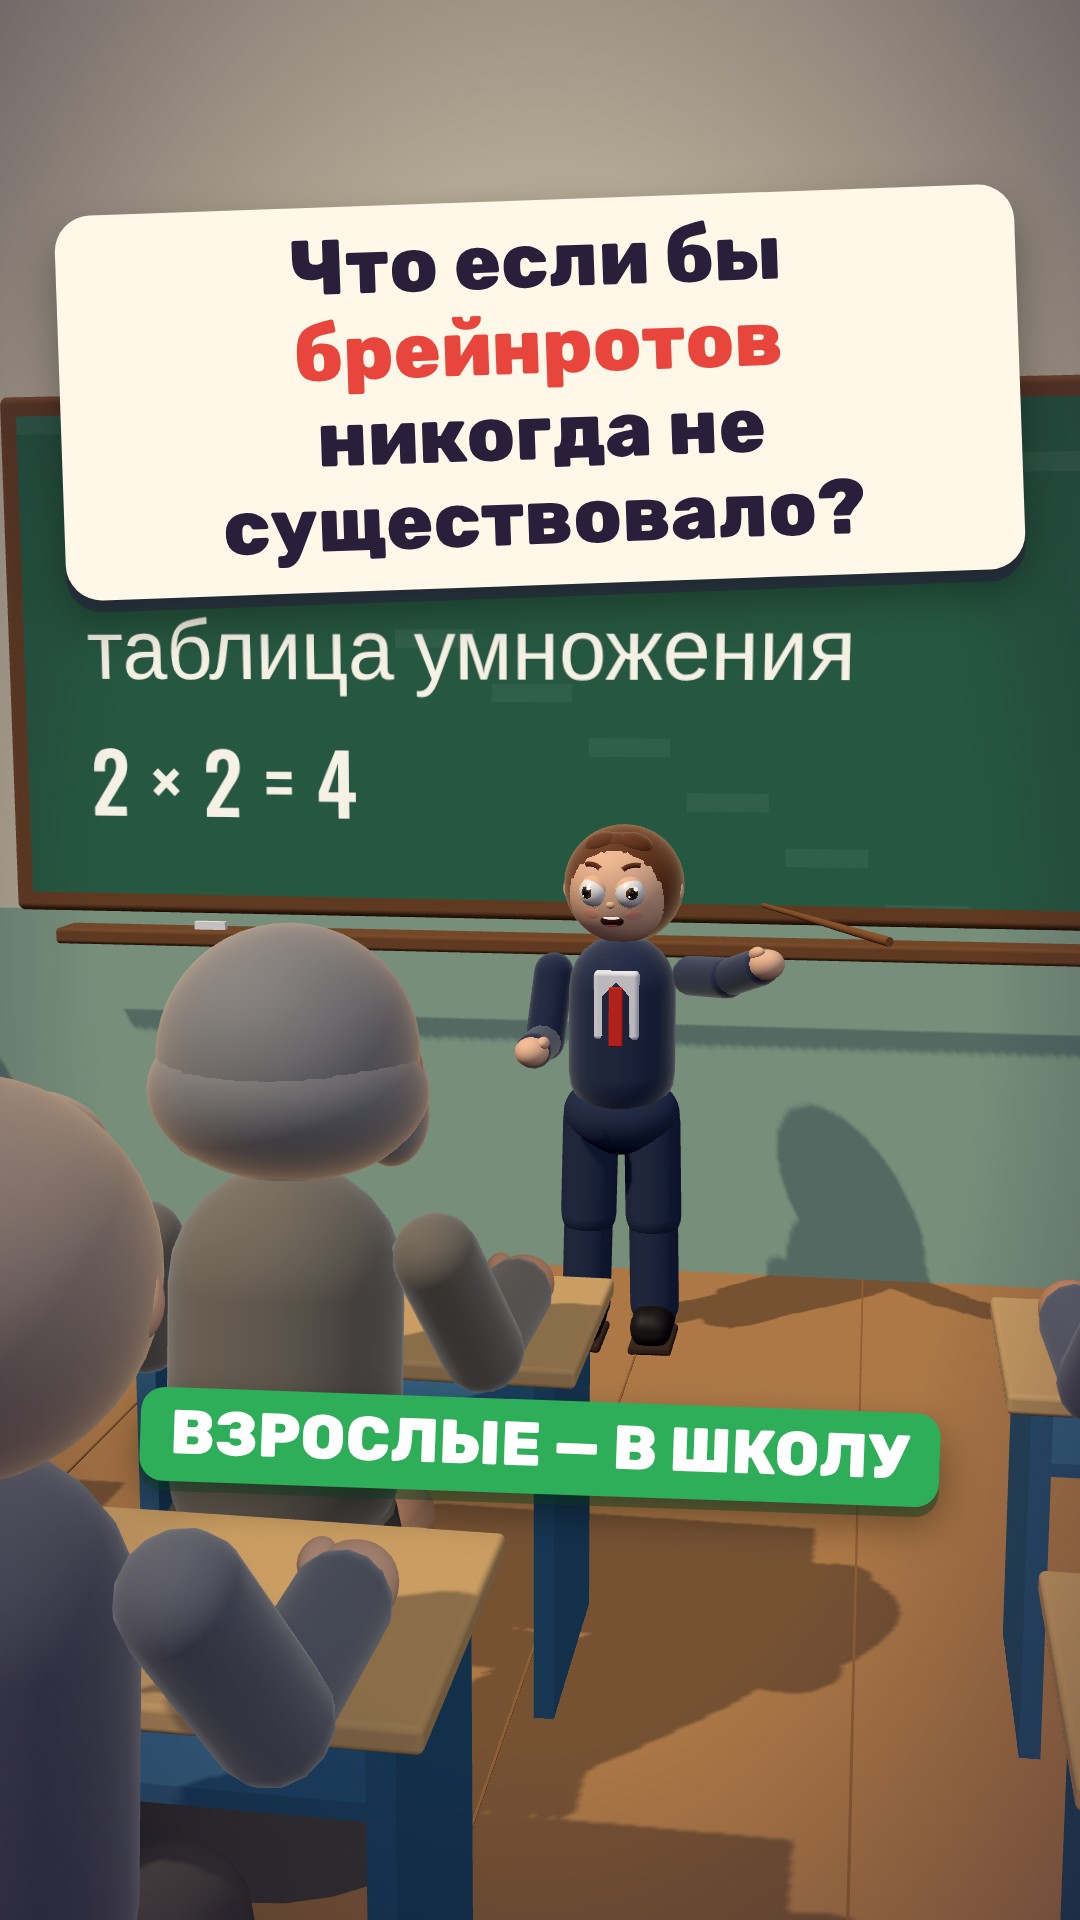 Что если бы
брейнротов
никогда не
существовало?
таблица умножения
2 × 2 = 4
ВЗРОСЛЫЕ — В ШКОЛУ